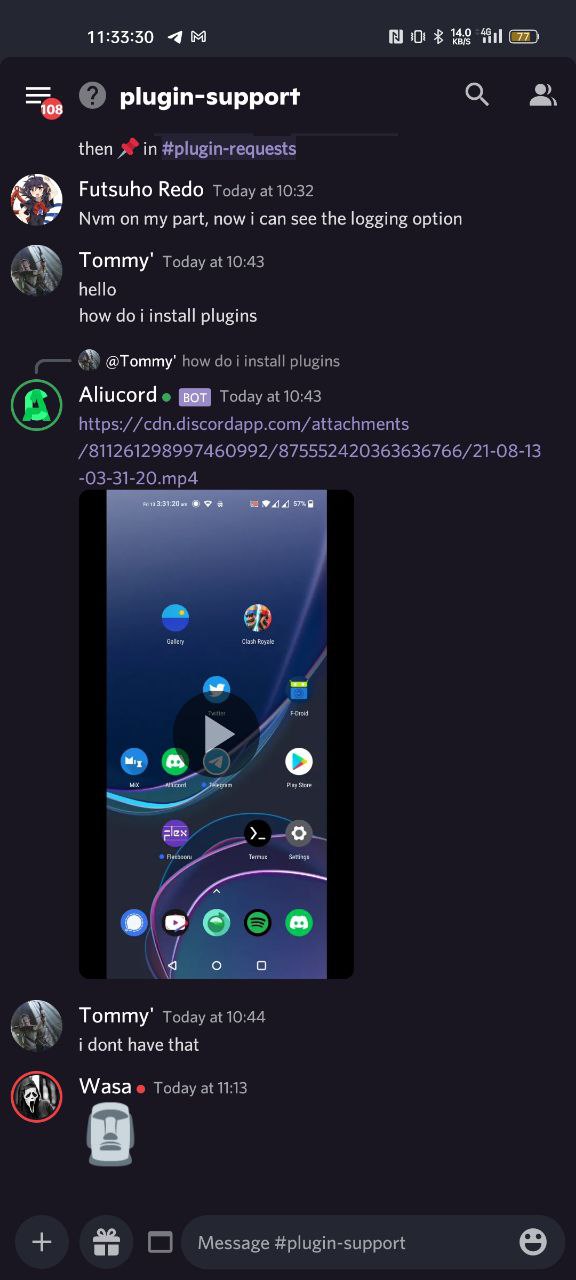 11:33:30
14.0 KB/S 4G 77
108
plugin-support
then 📌 in #plugin-requests
Futsuho Redo Today at 10:32
Nvm on my part, now i can see the logging option
Tommy' Today at 10:43
hello
how do i install plugins
@Tommy' how do i install plugins
Aliucord BOT Today at 10:43
https://cdn.discordapp.com/attachments
/811261298997460992/875552420363636766/21-08-13
-03-31-20.mp4
Fri 13 3:31:20 am 57%
Gallery Clash Royale
Twitter F-Droid
MiX Aliucord Telegram Play Store
flex
Flexbooru Termux Settings
Tommy' Today at 10:44
i dont have that
Wasa Today at 11:13
Message #plugin-support